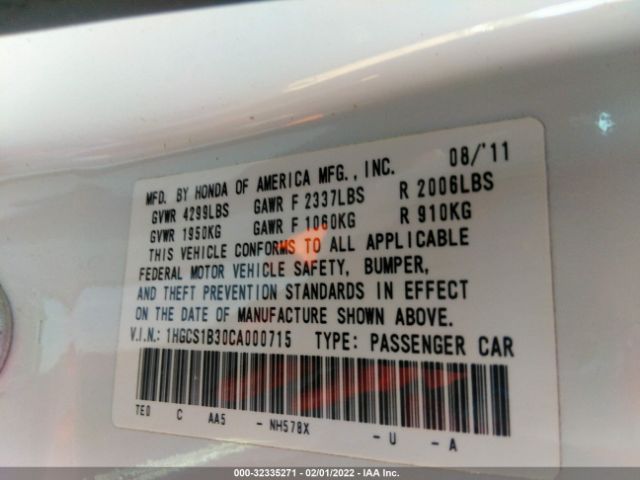 08/'11
MFD. BY HONDA OF AMERICA MFG., INC.
GVWR 4299LBS GAWR F 2337LBS R 2006LBS
GVWR 1950KG GAWR F 1060KG R 910KG
THIS VEHICLE CONFORMS TO ALL APPLICABLE
FEDERAL MOTOR VEHICLE SAFETY, BUMPER,
AND THEFT PREVENTION STANDARDS IN EFFECT
ON THE DATE OF MANUFACTURE SHOWN ABOVE.
V.I.N.: 1HGCS1B30CA000715 TYPE: PASSENGER CAR
TE0 C AA5 - NH578X - U - A
000-32335271 - 02/01/2022 - IAA Inc.